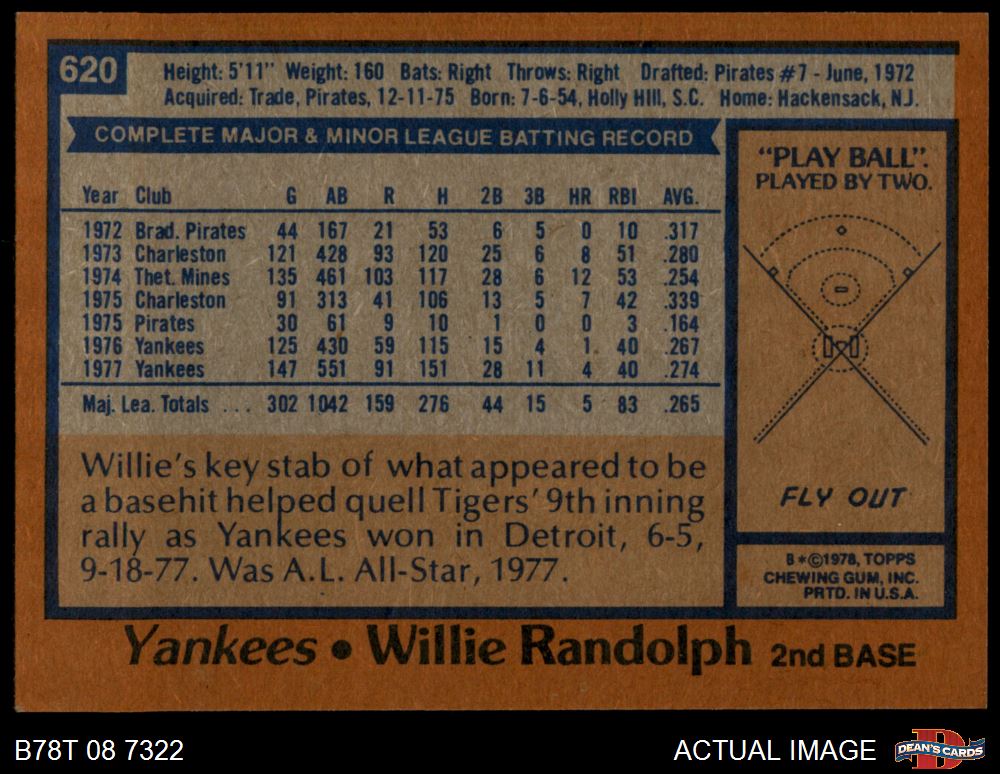 620
Height: 5'11" Weight: 160 Bats: Right Throws: Right Drafted: Pirates #7 - June, 1972
Acquired: Trade, Pirates, 12-11-75 Born: 7-6-54, Holly Hill, S.C. Home: Hackensack, N.J.
COMPLETE MAJOR & MINOR LEAGUE BATTING RECORD
Year Club G AB R H 2B 3B HR RBI AVG.
1972 Brad. Pirates 44 167 21 53 6 5 0 10 .317
1973 Charleston 121 428 93 120 25 6 8 51 .280
1974 Thet. Mines 135 461 103 117 28 6 12 53 .254
1975 Charleston 91 313 41 106 13 5 7 42 .339
1975 Pirates 30 61 9 10 1 0 0 3 .164
1976 Yankees 125 430 59 115 15 4 1 40 .267
1977 Yankees 147 551 91 151 28 11 4 40 .274
Maj. Lea. Totals ... 302 1042 159 276 44 15 5 83 .265
Willie's key stab of what appeared to be
a basehit helped quell Tigers' 9th inning
rally as Yankees won in Detroit, 6-5,
9-18-77. Was A.L. All-Star, 1977.
"PLAY BALL".
PLAYED BY TWO.
FLY OUT
B*©1978, TOPPS
CHEWING GUM, INC.
PRTD. IN U.S.A.
Yankees • Willie Randolph 2nd BASE
B78T 08 7322
ACTUAL IMAGE
D
DEAN'S CARDS